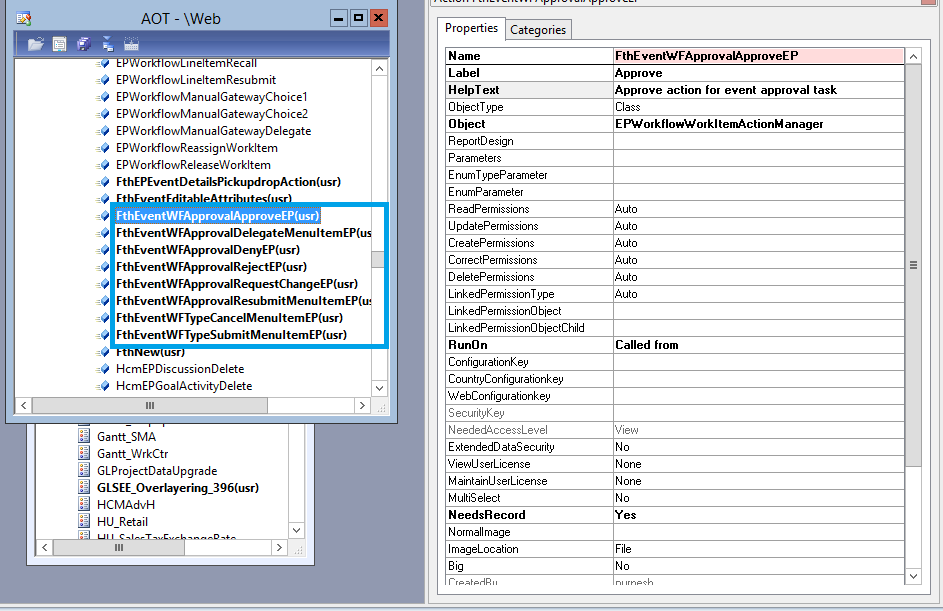 AOT - \Web
EPWorkflowLineItemRecall
EPWorkflowLineItemResubmit
EPWorkflowManualGatewayChoice1
EPWorkflowManualGatewayChoice2
EPWorkflowManualGatewayDelegate
EPWorkflowReassignWorkItem
EPWorkflowReleaseWorkItem
FthEPEventDetailsPickupdropAction(usr)
FthEventEditableAttributes(usr)
FthEventWFApprovalApproveEP(usr)
FthEventWFApprovalDelegateMenuItemEP(us
FthEventWFApprovalDenyEP(usr)
FthEventWFApprovalRejectEP(usr)
FthEventWFApprovalRequestChangeEP(usr)
FthEventWFApprovalResubmitMenuItemEP(us
FthEventWFTypeCancelMenuItemEP(usr)
FthEventWFTypeSubmitMenuItemEP(usr)
FthNew(usr)
HcmEPDiscussionDelete
HcmEPGoalActivityDelete
Gantt_SMA
Gantt_WrkCtr
GLProjectDataUpgrade
GLSEE_Overlayering_396(usr)
HCMAdvH
HU_Retail
HU_SalesTaxExchangeRate
Action FthEventWFApprovalApproveEP
Properties Categories
Name FthEventWFApprovalApproveEP
Label Approve
HelpText Approve action for event approval task
ObjectType Class
Object EPWorkflowWorkItemActionManager
ReportDesign
Parameters
EnumTypeParameter
EnumParameter
ReadPermissions Auto
UpdatePermissions Auto
CreatePermissions Auto
CorrectPermissions Auto
DeletePermissions Auto
LinkedPermissionType Auto
LinkedPermissionObject
LinkedPermissionObjectChild
RunOn Called from
ConfigurationKey
CountryConfigurationkey
WebConfigurationkey
SecurityKey
NeededAccessLevel View
ExtendedDataSecurity No
ViewUserLicense None
MaintainUserLicense None
MultiSelect No
NeedsRecord Yes
NormalImage
ImageLocation File
Big No
CreatedBy purnesh